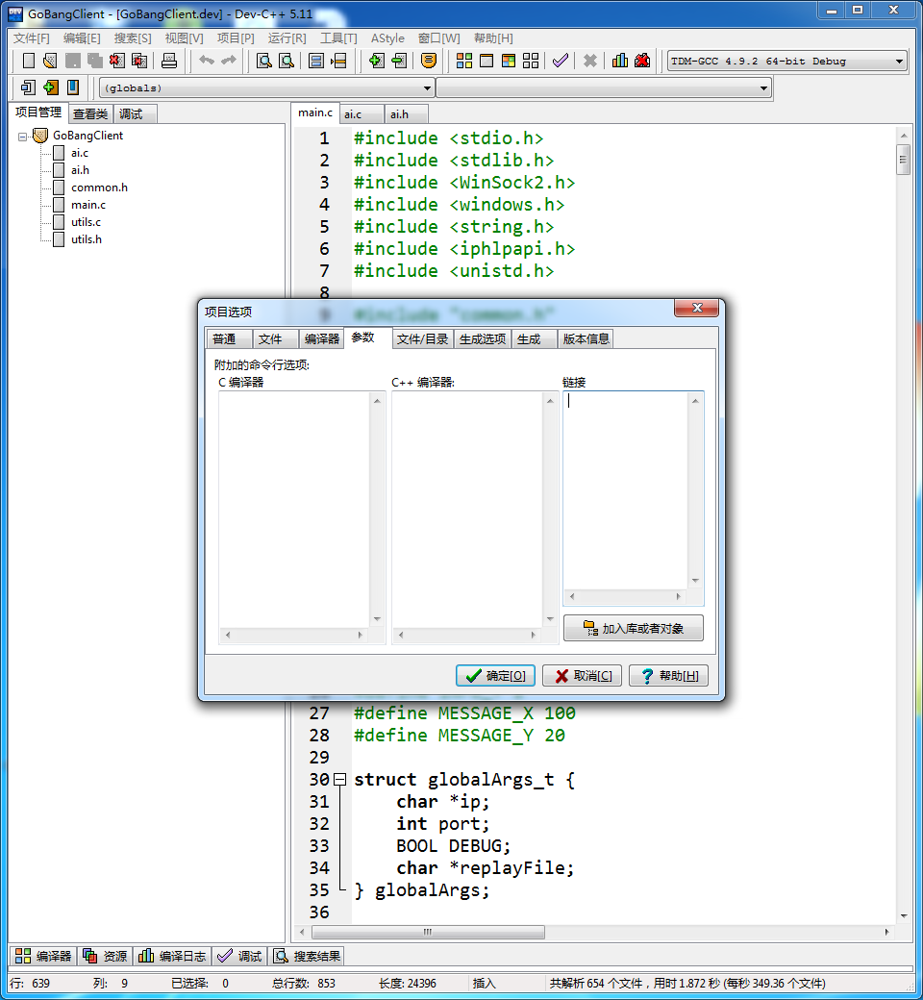 GoBangClient - [GoBangClient.dev] - Dev-C++ 5.11
文件[F] 编辑[E] 搜索[S] 视图[V] 项目[P] 运行[R] 工具[T] AStyle 窗口[W] 帮助[H]
TDM-GCC 4.9.2 64-bit Debug
(globals)
项目管理 查看类 调试
main.c ai.c ai.h
GoBangClient
ai.c
ai.h
common.h
main.c
utils.c
utils.h
1 #include <stdio.h>
2 #include <stdlib.h>
3 #include <WinSock2.h>
4 #include <windows.h>
5 #include <string.h>
6 #include <iphlpapi.h>
7 #include <unistd.h>
8
9 #include "common.h"
项目选项
普通 文件 编译器 参数 文件/目录 生成选项 生成 版本信息
附加的命令行选项:
C 编译器 C++ 编译器: 链接
加入库或者对象
确定[O] 取消[C] 帮助[H]
27 #define MESSAGE_X 100
28 #define MESSAGE_Y 20
29
30 struct globalArgs_t {
31 char *ip;
32 int port;
33 BOOL DEBUG;
34 char *replayFile;
35 } globalArgs;
36
编译器 资源 编译日志 调试 搜索结果
行: 639 列: 9 已选择: 0 总行数: 853 长度: 24396 插入 共解析 654 个文件，用时 1.872 秒 (每秒 349.36 个文件)